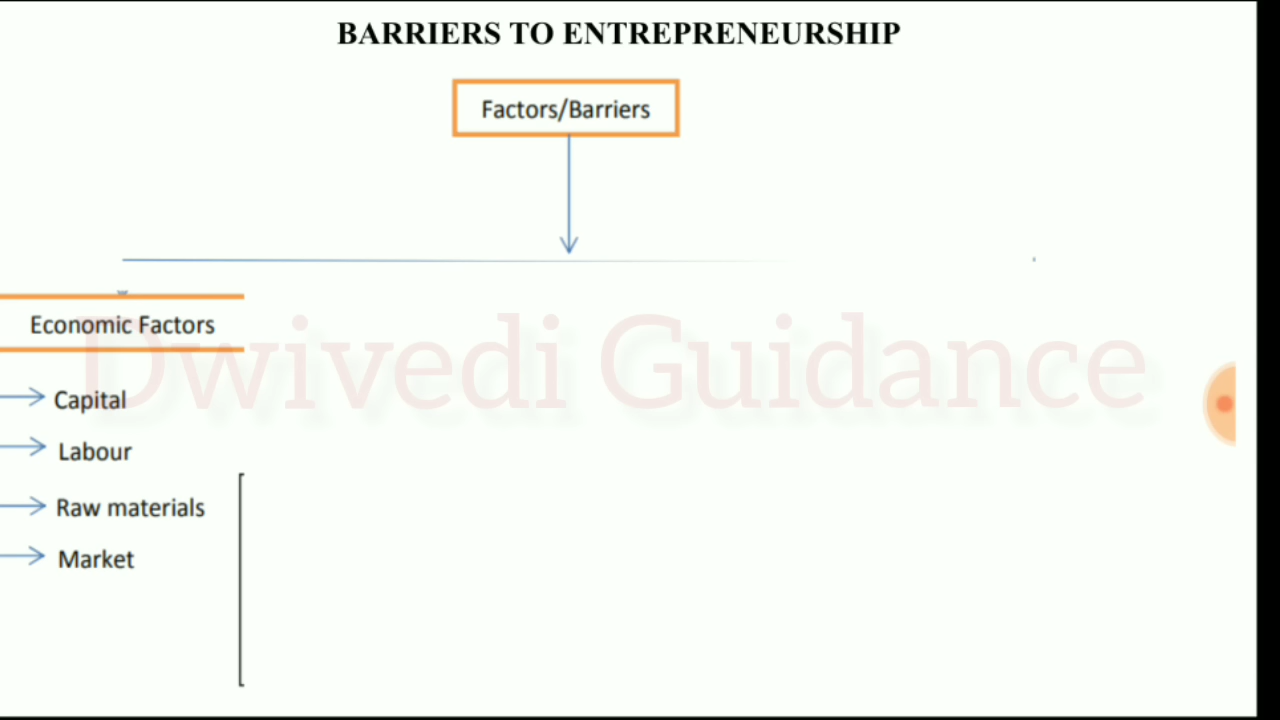 BARRIERS TO ENTREPRENEURSHIP
Factors/Barriers
Economic Factors
Dwivedi Guidance
Capital
Labour
Raw materials
Market